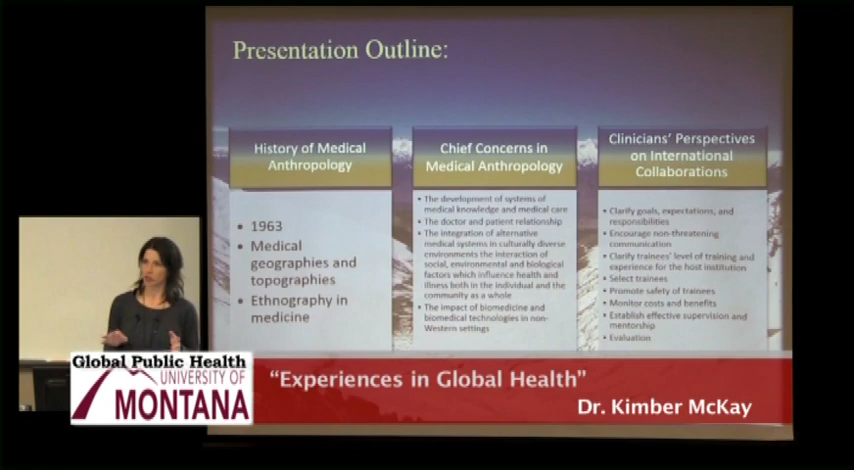 Presentation Outline:
History of Medical
Anthropology
• 1963
• Medical
geographies and
topographies
• Ethnography in
medicine
Chief Concerns in
Medical Anthropology
• The development of systems of
medical knowledge and medical care
• The doctor and patient relationship
• The integration of alternative
medical systems in culturally diverse
environments the interaction of
social, environmental and biological
factors which influence health and
illness both in the individual and the
community as a whole
• The impact of biomedicine and
biomedical technologies in non-
Western settings
Clinicians' Perspectives
on International
Collaborations
• Clarify goals, expectations, and
responsibilities
• Encourage non-threatening
communication
• Clarify trainees' level of training and
experience for the host institution
• Select trainees
• Promote safety of trainees
• Monitor costs and benefits
• Establish effective supervision and
mentorship
• Evaluation
Global Public Health
UNIVERSITY OF
MONTANA
“Experiences in Global Health”
Dr. Kimber McKay